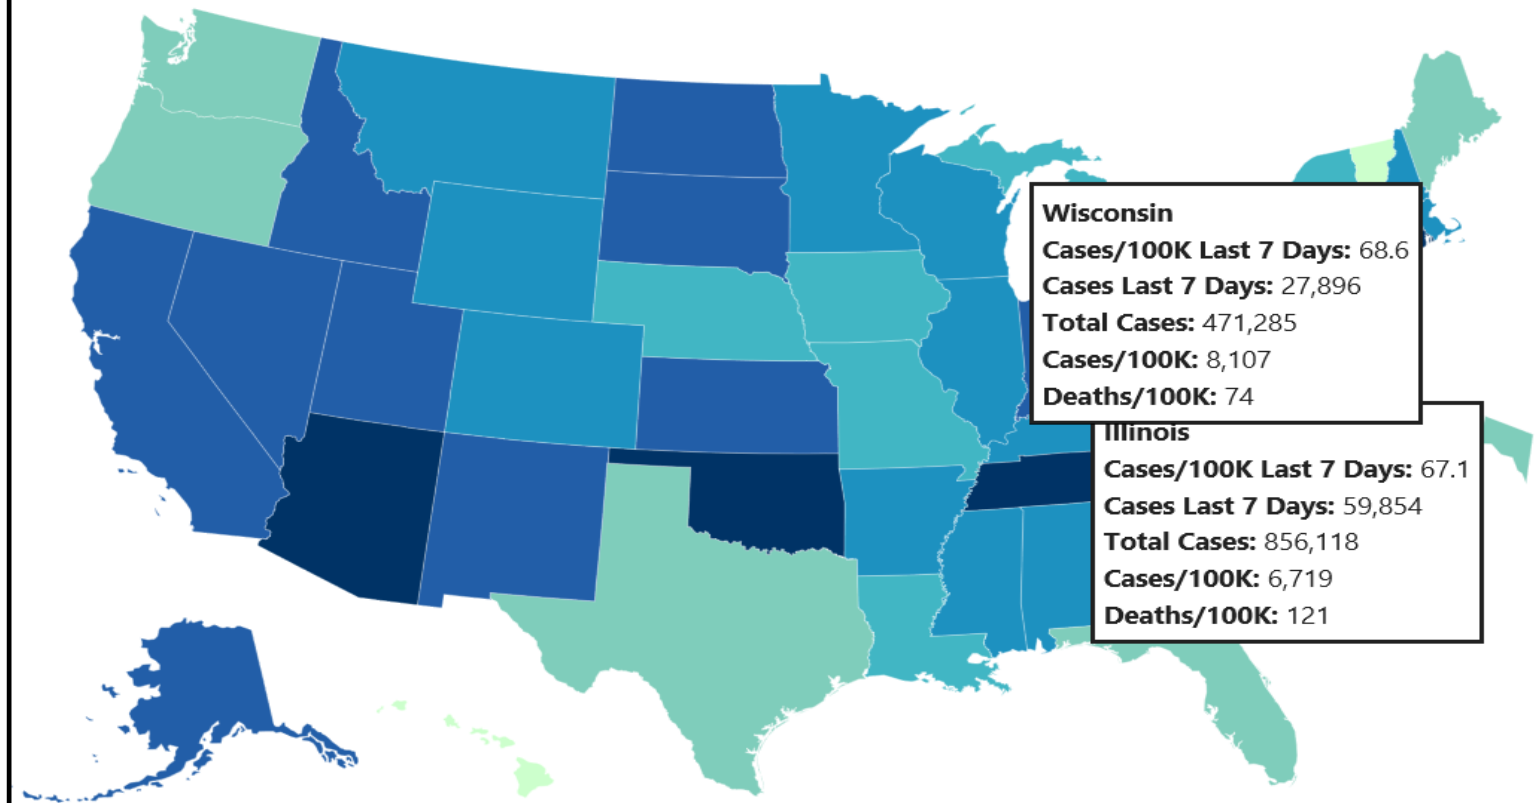 Wisconsin
Cases/100K Last 7 Days: 68.6
Cases Last 7 Days: 27,896
Total Cases: 471,285
Cases/100K: 8,107
Deaths/100K: 74
Illinois
Cases/100K Last 7 Days: 67.1
Cases Last 7 Days: 59,854
Total Cases: 856,118
Cases/100K: 6,719
Deaths/100K: 121